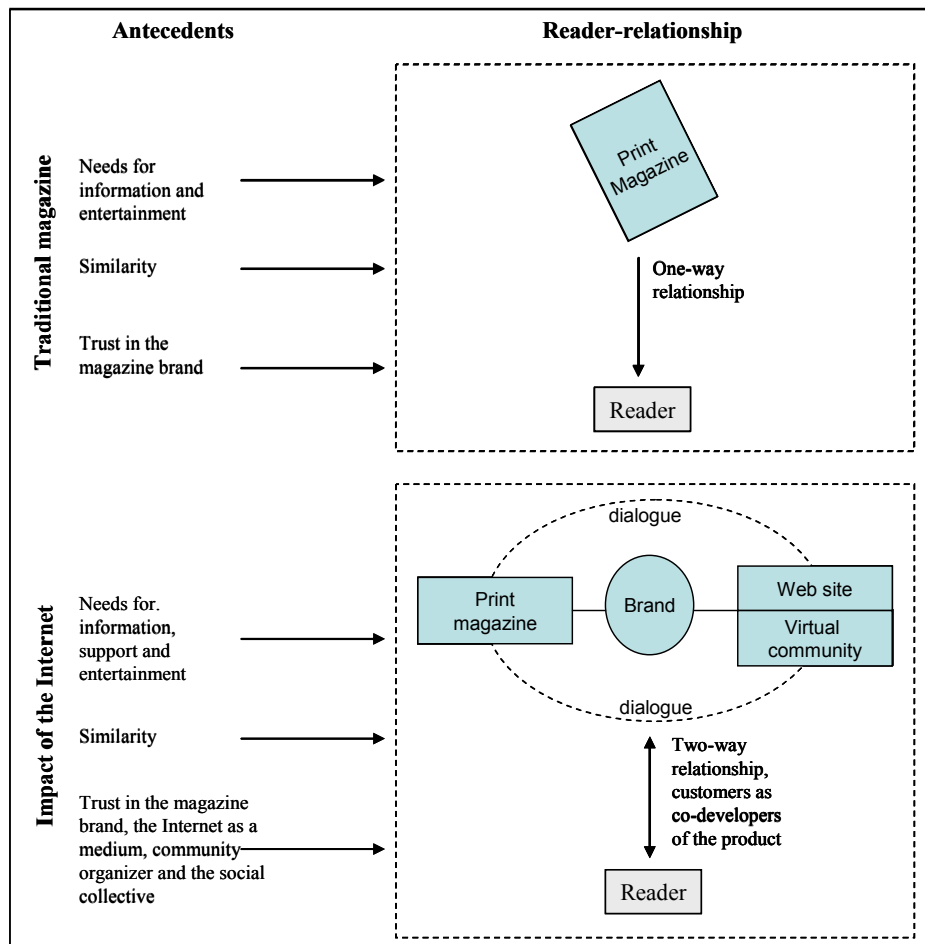 Antecedents
Reader-relationship
Traditional magazine
Needs for
information and
entertainment
Similarity
Trust in the
magazine brand
Print
Magazine
One-way
relationship
Reader
Impact of the Internet
Needs for.
information,
support and
entertainment
Similarity
Trust in the magazine
brand, the Internet as a
medium, community
organizer and the social
collective
dialogue
Print
magazine
Brand
Web site
Virtual
community
dialogue
Two-way
relationship,
customers as
co-developers
of the product
Reader